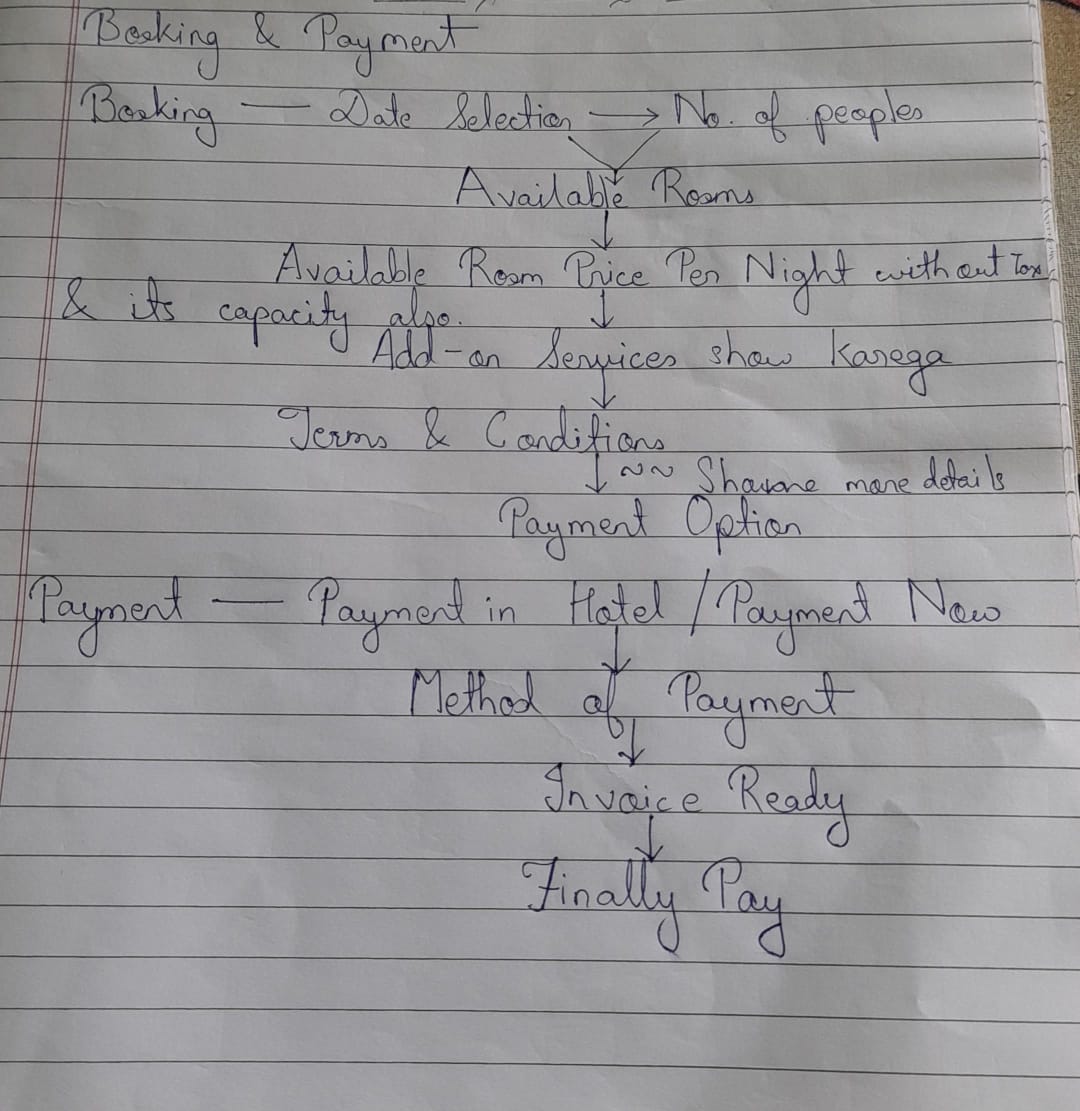 Booking & Payment
Booking — Date Selection → No. of peoples
Available Rooms
Available Room Price Per Night without Tax
& its capacity also.
Add-on Services show Karega
Terms & Conditions
~~ more details
Payment Option
Payment — Payment in Hotel / Payment Now
Method of Payment
Invoice Ready
Finally Pay